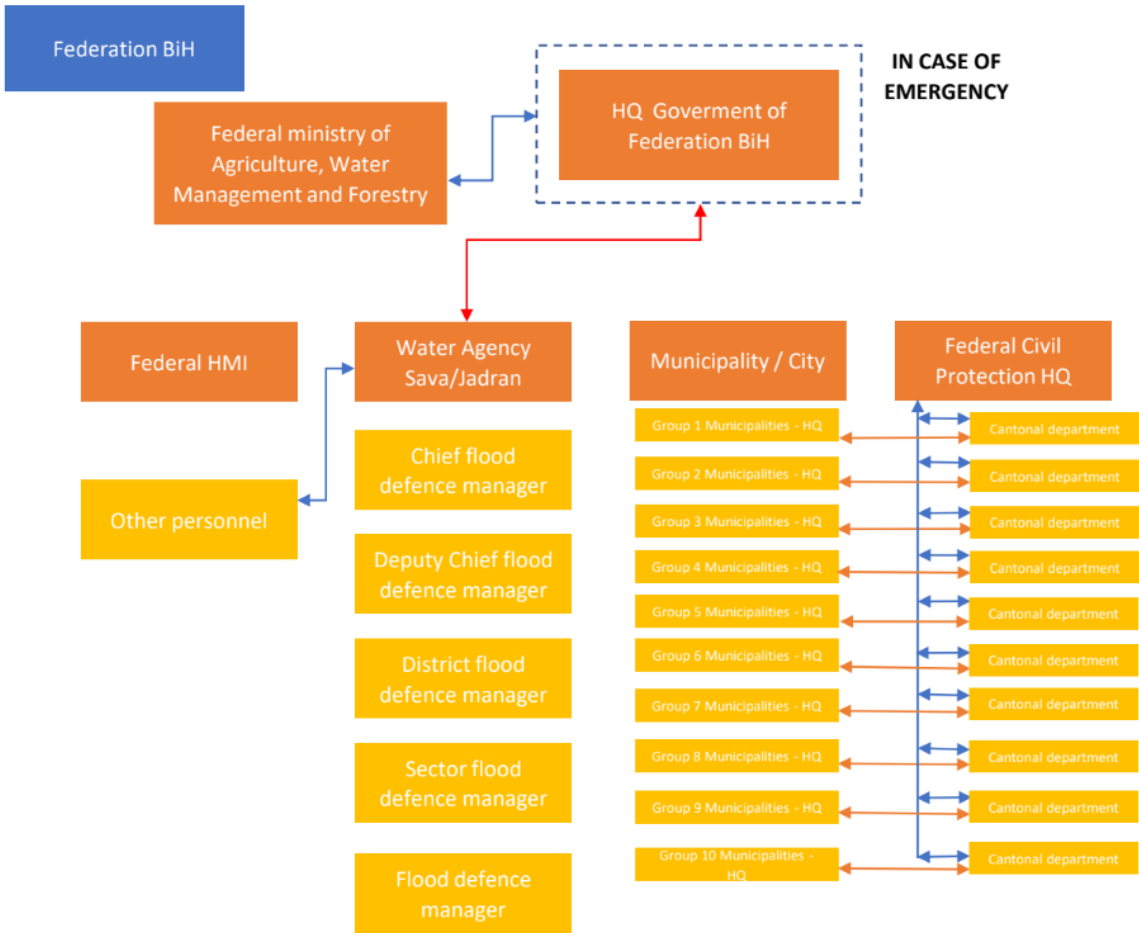 Federation BiH
IN CASE OF
EMERGENCY
HQ Goverment of
Federation BiH
Federal ministry of
Agriculture, Water
Management and Forestry
Federal HMI
Other personnel
Water Agency
Sava/Jadran
Chief flood
defence manager
Deputy Chief flood
defence manager
District flood
defence manager
Sector flood
defence manager
Flood defence
manager
Municipality / City
Group 1 Municipalities - HQ
Group 2 Municipalities - HQ
Group 3 Municipalities - HQ
Group 4 Municipalities - HQ
Group 5 Municipalities - HQ
Group 6 Municipalities - HQ
Group 7 Municipalities - HQ
Group 8 Municipalities - HQ
Group 9 Municipalities - HQ
Group 10 Municipalities -
HQ
Federal Civil
Protection HQ
Cantonal department
Cantonal department
Cantonal department
Cantonal department
Cantonal department
Cantonal department
Cantonal department
Cantonal department
Cantonal department
Cantonal department